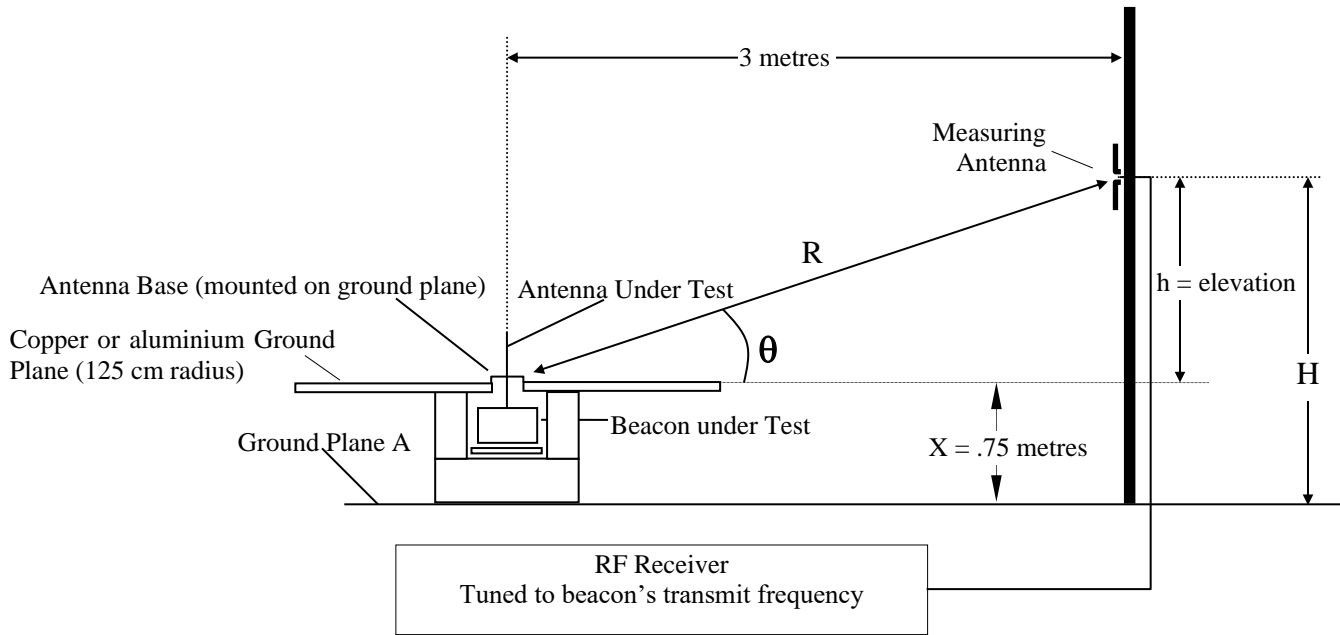 3 metres
Measuring
Antenna
R
h = elevation
Antenna Base (mounted on ground plane)
Antenna Under Test
Copper or aluminium Ground
Plane (125 cm radius)
θ
H
Beacon under Test
X = .75 metres
Ground Plane A
RF Receiver
Tuned to beacon’s transmit frequency